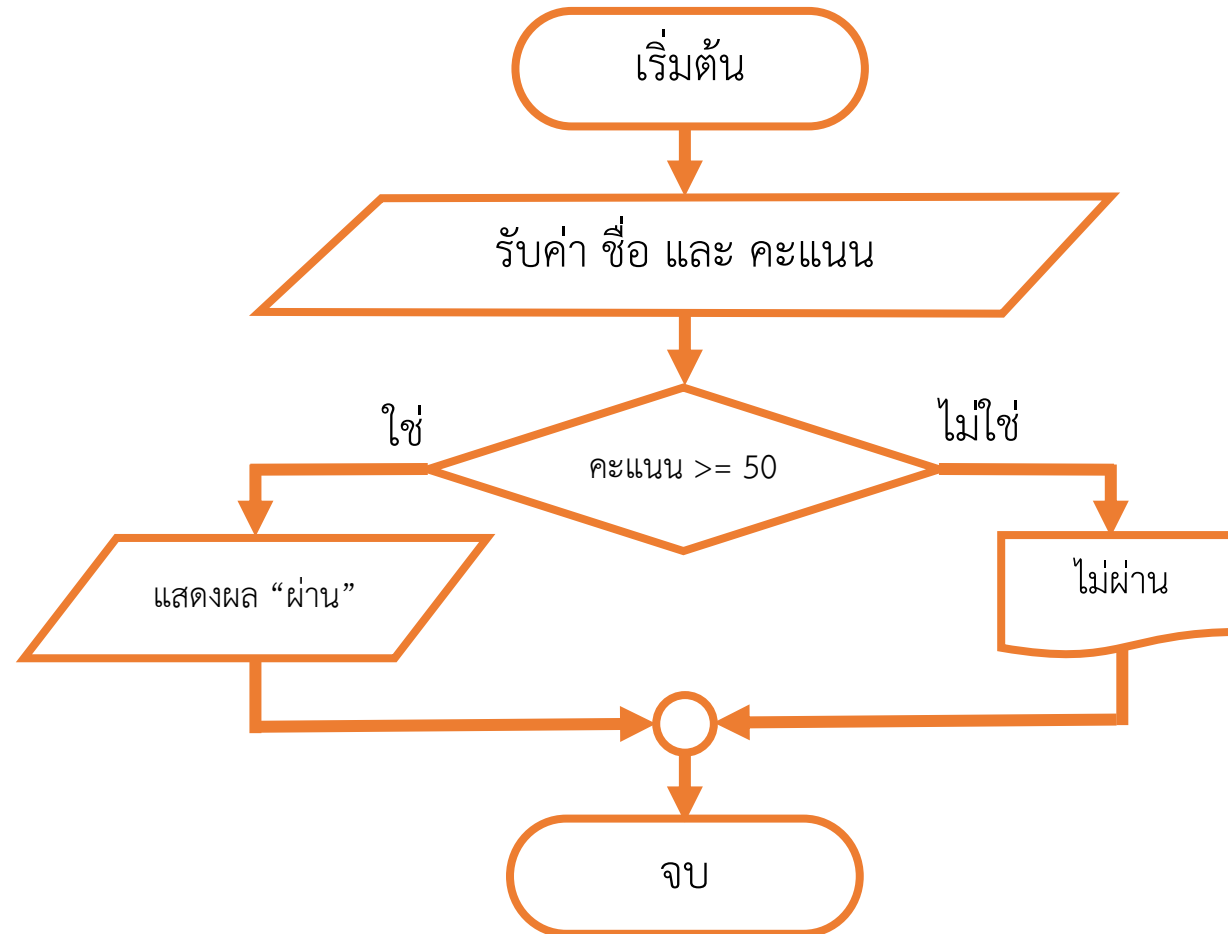 เริ่มต้น
รับค่า ชื่อ และ คะแนน
ใช่
ไม่ใช่
คะแนน >= 50
แสดงผล “ผ่าน”
ไม่ผ่าน
จบ